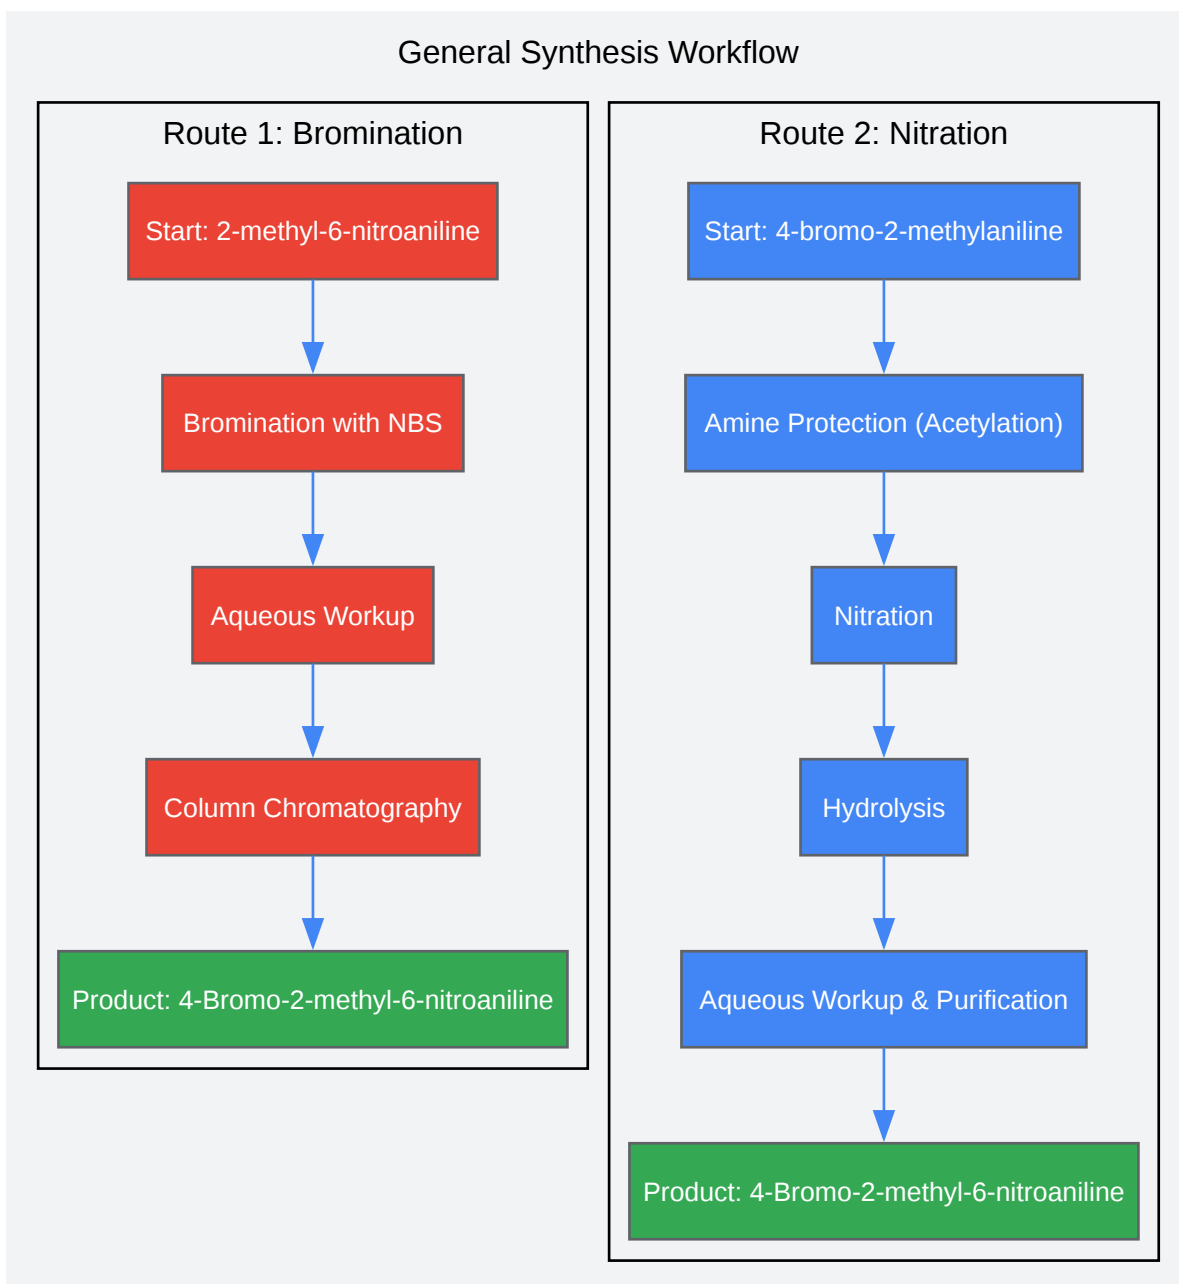 General Synthesis Workflow
Route 1: Bromination
Start: 2-methyl-6-nitroaniline
Bromination with NBS
Aqueous Workup
Column Chromatography
Product: 4-Bromo-2-methyl-6-nitroaniline
Route 2: Nitration
Start: 4-bromo-2-methylaniline
Amine Protection (Acetylation)
Nitration
Hydrolysis
Aqueous Workup & Purification
Product: 4-Bromo-2-methyl-6-nitroaniline